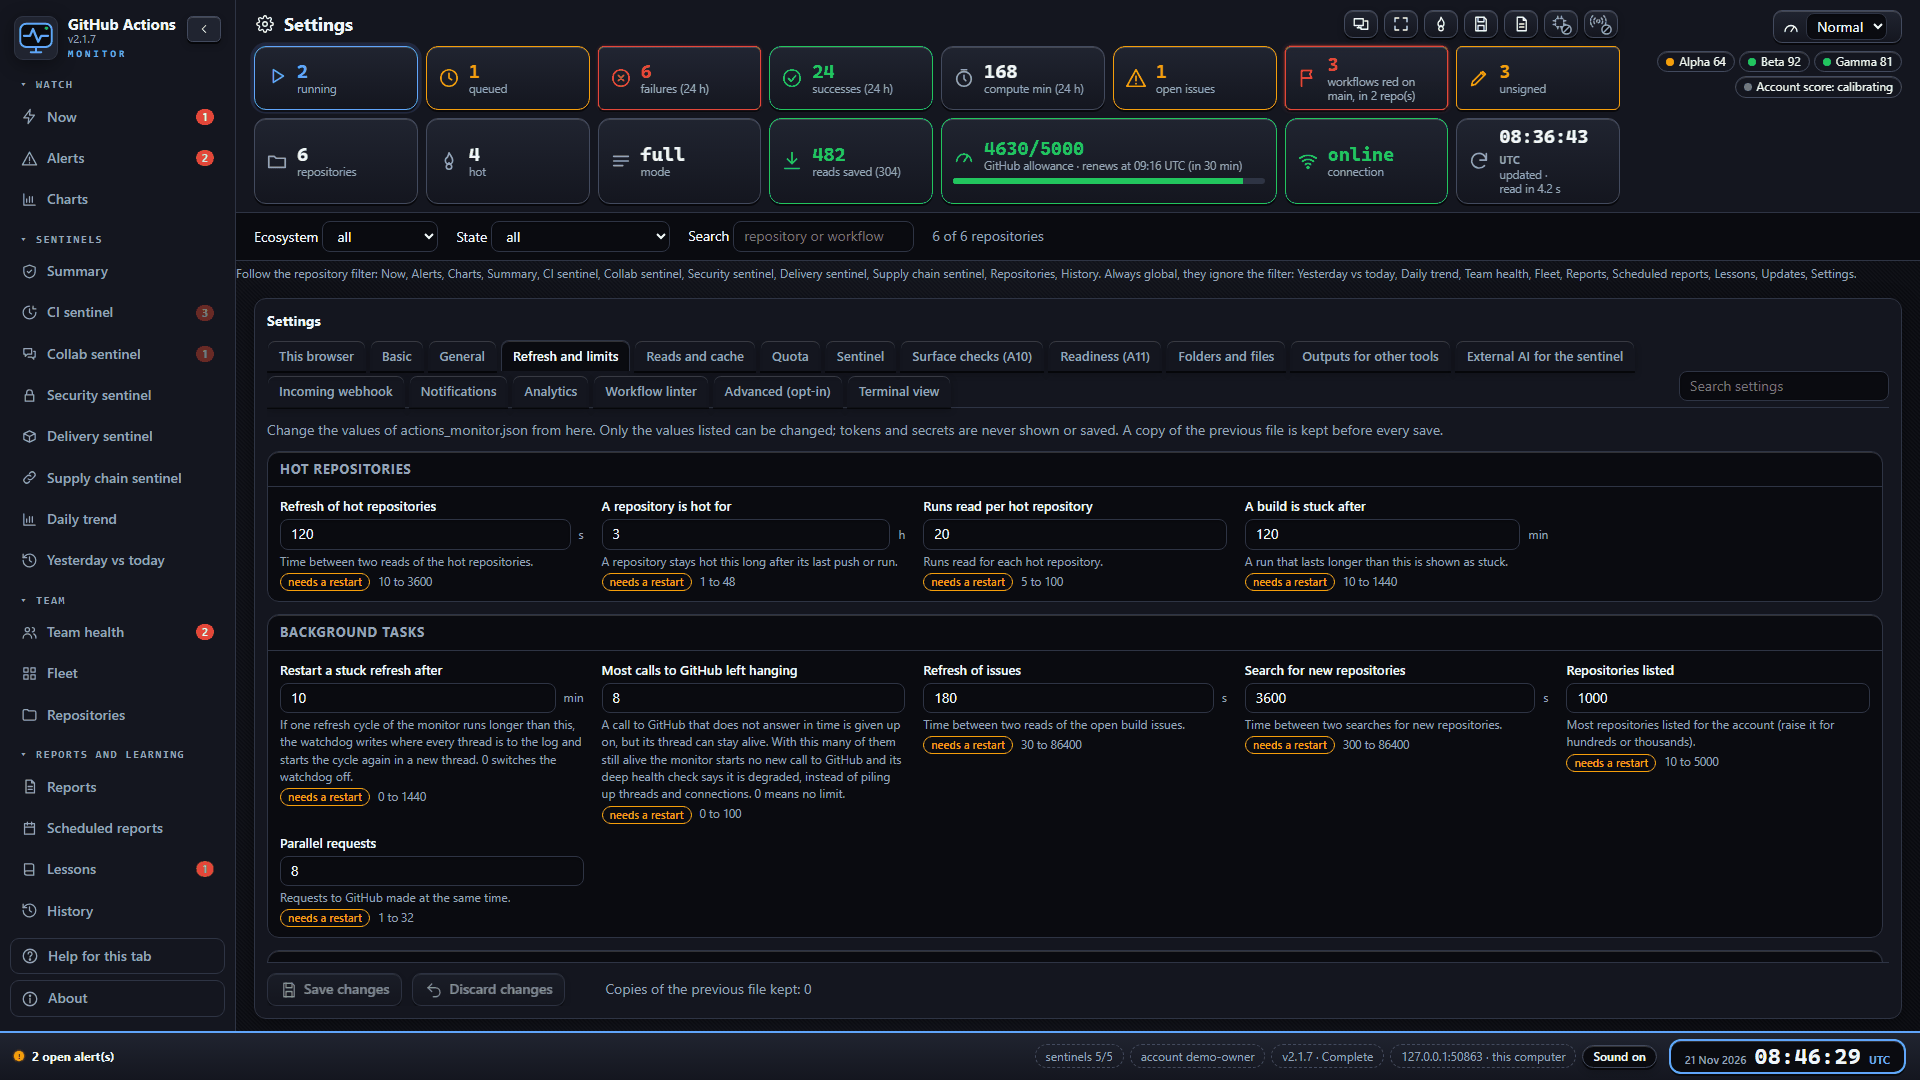 GitHub Actions
v2.1.7
MONITOR
WATCH
Now 1
Alerts 2
Charts
SENTINELS
Summary
CI sentinel 3
Collab sentinel 1
Security sentinel
Delivery sentinel
Supply chain sentinel
Daily trend
Yesterday vs today
TEAM
Team health 2
Fleet
Repositories
REPORTS AND LEARNING
Reports
Scheduled reports
Lessons 1
History
Help for this tab
About
Settings
Normal
2
running
1
queued
6
failures (24 h)
24
successes (24 h)
168
compute min (24 h)
1
open issues
3
workflows red on
main, in 2 repo(s)
3
unsigned
Alpha 64
Beta 92
Gamma 81
Account score: calibrating
6
repositories
4
hot
full
mode
482
reads saved (304)
4630/5000
GitHub allowance · renews at 09:16 UTC (in 30 min)
online
connection
08:36:43
UTC
updated ·
read in 4.2 s
Ecosystem all State all Search repository or workflow 6 of 6 repositories
Follow the repository filter: Now, Alerts, Charts, Summary, CI sentinel, Collab sentinel, Security sentinel, Delivery sentinel, Supply chain sentinel, Repositories, History. Always global, they ignore the filter: Yesterday vs today, Daily trend, Team health, Fleet, Reports, Scheduled reports, Lessons, Updates, Settings.
Settings
This browser Basic General Refresh and limits Reads and cache Quota Sentinel Surface checks (A10) Readiness (A11) Folders and files Outputs for other tools External AI for the sentinel
Incoming webhook Notifications Analytics Workflow linter Advanced (opt-in) Terminal view Search settings
Change the values of actions_monitor.json from here. Only the values listed can be changed; tokens and secrets are never shown or saved. A copy of the previous file is kept before every save.
HOT REPOSITORIES
Refresh of hot repositories
120 s
Time between two reads of the hot repositories.
needs a restart 10 to 3600
A repository is hot for
3 h
A repository stays hot this long after its last push or run.
needs a restart 1 to 48
Runs read per hot repository
20
Runs read for each hot repository.
needs a restart 5 to 100
A build is stuck after
120 min
A run that lasts longer than this is shown as stuck.
needs a restart 10 to 1440
BACKGROUND TASKS
Restart a stuck refresh after
10 min
If one refresh cycle of the monitor runs longer than this,
the watchdog writes where every thread is to the log and
starts the cycle again in a new thread. 0 switches the
watchdog off.
needs a restart 0 to 1440
Most calls to GitHub left hanging
8
A call to GitHub that does not answer in time is given up
on, but its thread can stay alive. With this many of them
still alive the monitor starts no new call to GitHub and its
deep health check says it is degraded, instead of piling
up threads and connections. 0 means no limit.
needs a restart 0 to 100
Refresh of issues
180 s
Time between two reads of the open build issues.
needs a restart 30 to 86400
Search for new repositories
3600 s
Time between two searches for new repositories.
needs a restart 300 to 86400
Repositories listed
1000
Most repositories listed for the account (raise it for
hundreds or thousands).
needs a restart 10 to 5000
Parallel requests
8
Requests to GitHub made at the same time.
needs a restart 1 to 32
Save changes Discard changes Copies of the previous file kept: 0
2 open alert(s)
sentinels 5/5
account demo-owner
v2.1.7 · Complete
127.0.0.1:50863 · this computer
Sound on
21 Nov 2026 08:46:29 UTC